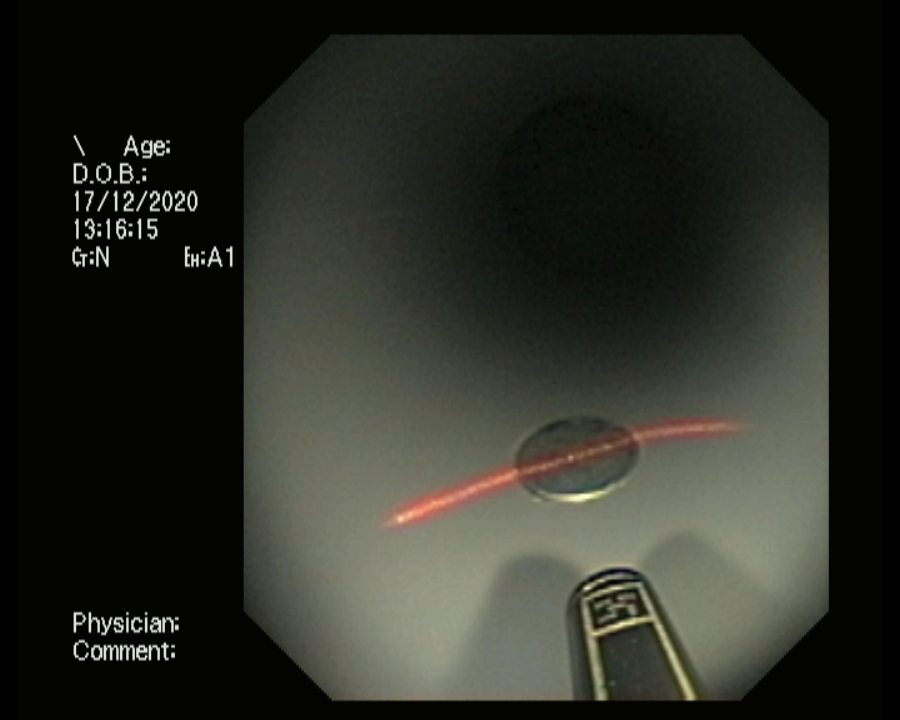 \ Age:
D.O.B.:
17/12/2020
13:16:15
Cr:N EH:A1
Physician:
Comment: